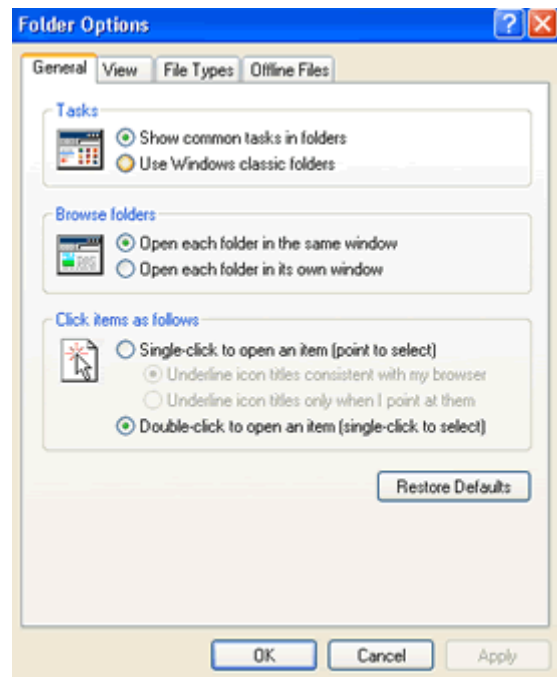 Folder Options
General View File Types Offline Files
Tasks
Show common tasks in folders
Use Windows classic folders
Browse folders
Open each folder in the same window
Open each folder in its own window
Click items as follows
Single-click to open an item (point to select)
Underline icon titles consistent with my browser
Underline icon titles only when I point at them
Double-click to open an item (single-click to select)
Restore Defaults
OK Cancel Apply